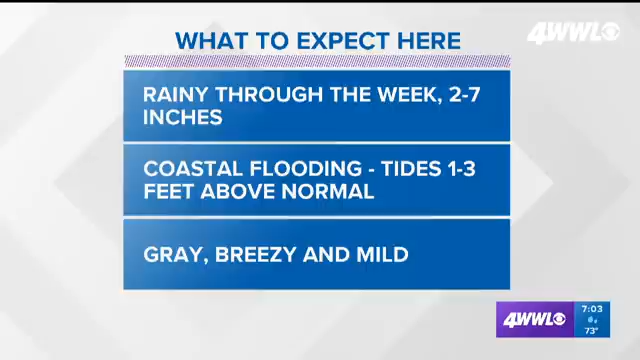 WHAT TO EXPECT HERE
4WWL
RAINY THROUGH THE WEEK, 2-7
INCHES
COASTAL FLOODING - TIDES 1-3
FEET ABOVE NORMAL
GRAY, BREEZY AND MILD
4WWL
7:03
73°